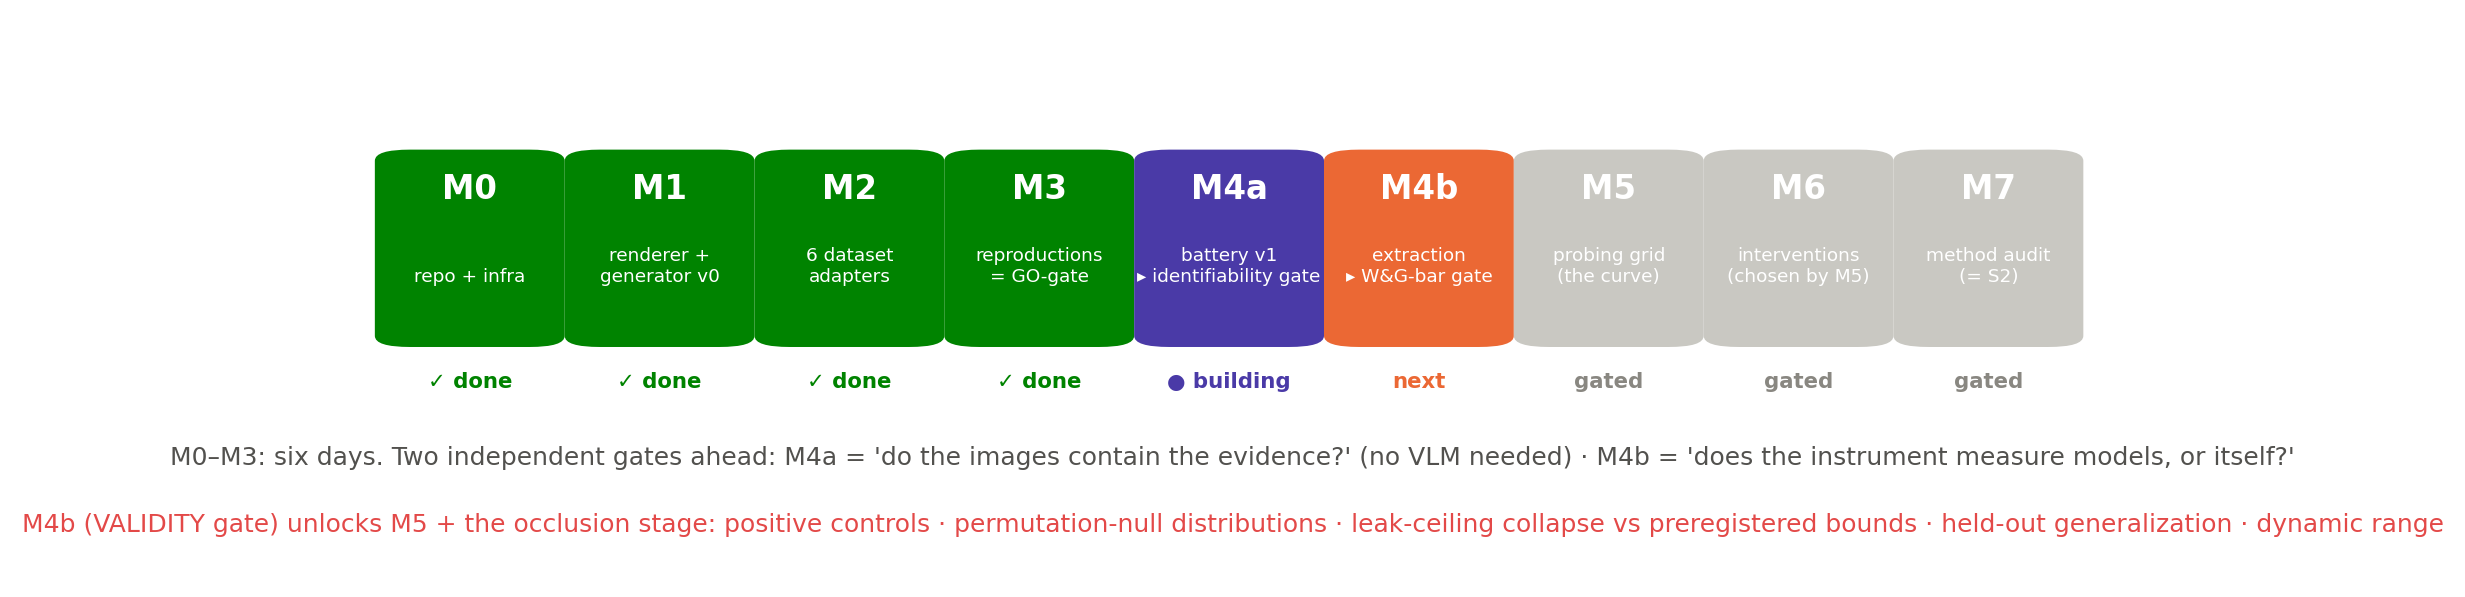 M0
M1
M2
M3
M4a
M4b
M5
M6
M7
repo + infra
renderer +
generator v0
6 dataset
adapters
reproductions
= GO-gate
battery v1
▸ identifiability gate
extraction
▸ W&G-bar gate
probing grid
(the curve)
interventions
(chosen by M5)
method audit
(= S2)
✓ done
✓ done
✓ done
✓ done
● building
next
gated
gated
gated
M0–M3: six days. Two independent gates ahead: M4a = 'do the images contain the evidence?' (no VLM needed) · M4b = 'does the instrument measure models, or itself?'
M4b (VALIDITY gate) unlocks M5 + the occlusion stage: positive controls · permutation-null distributions · leak-ceiling collapse vs preregistered bounds · held-out generalization · dynamic range